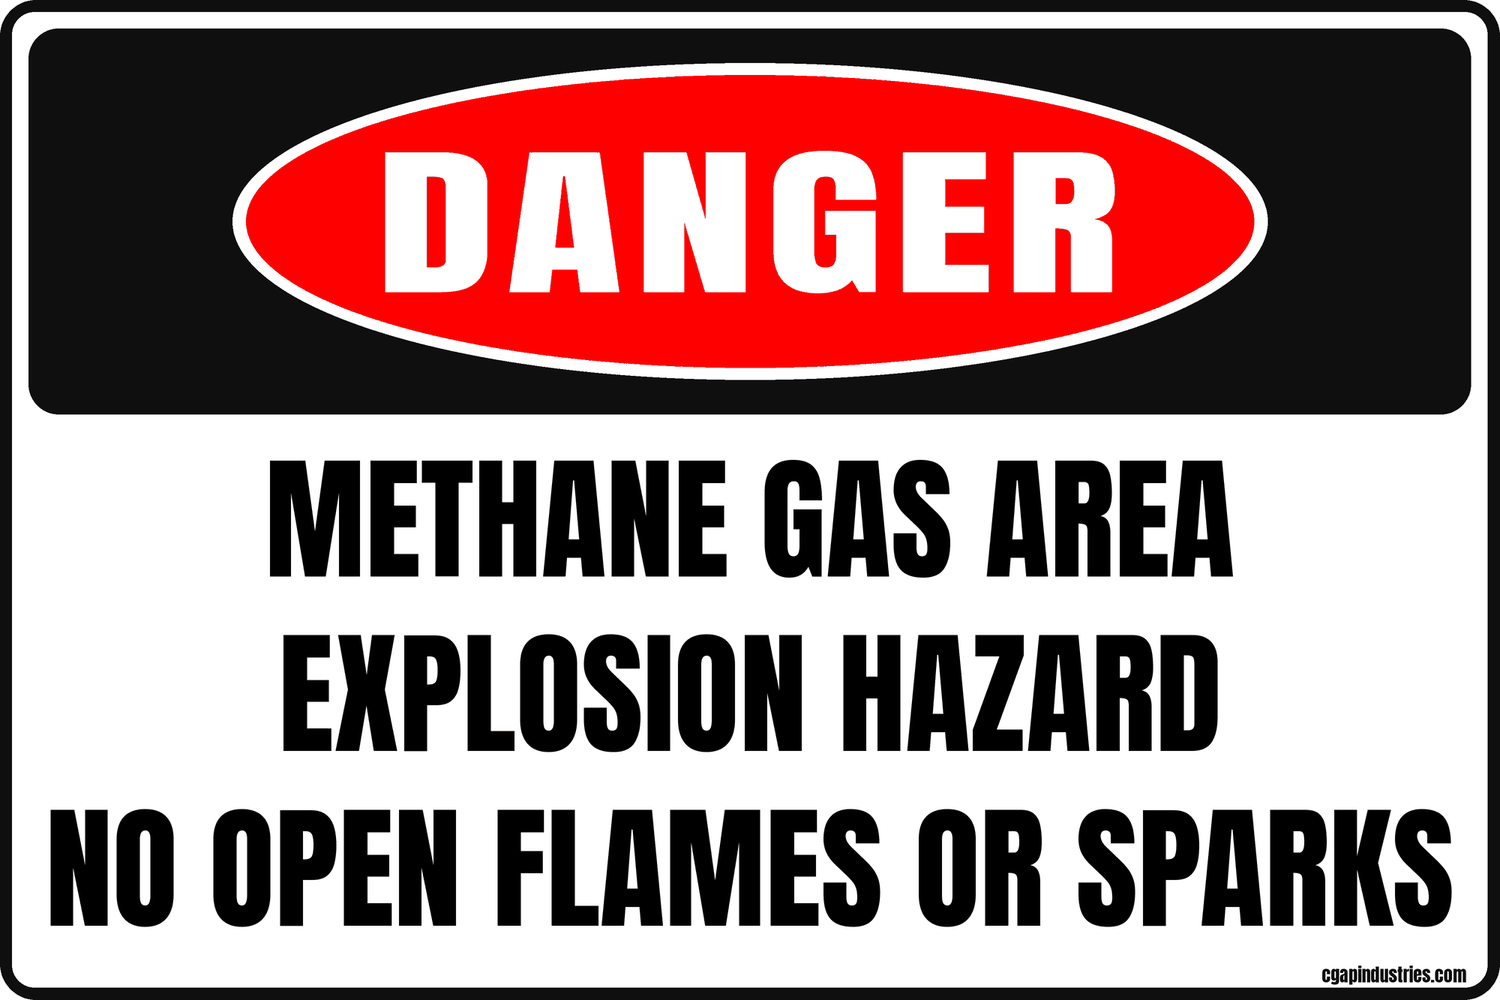 DANGER
METHANE GAS AREA
EXPLOSION HAZARD
NO OPEN FLAMES OR SPARKS
cgapindustries.com